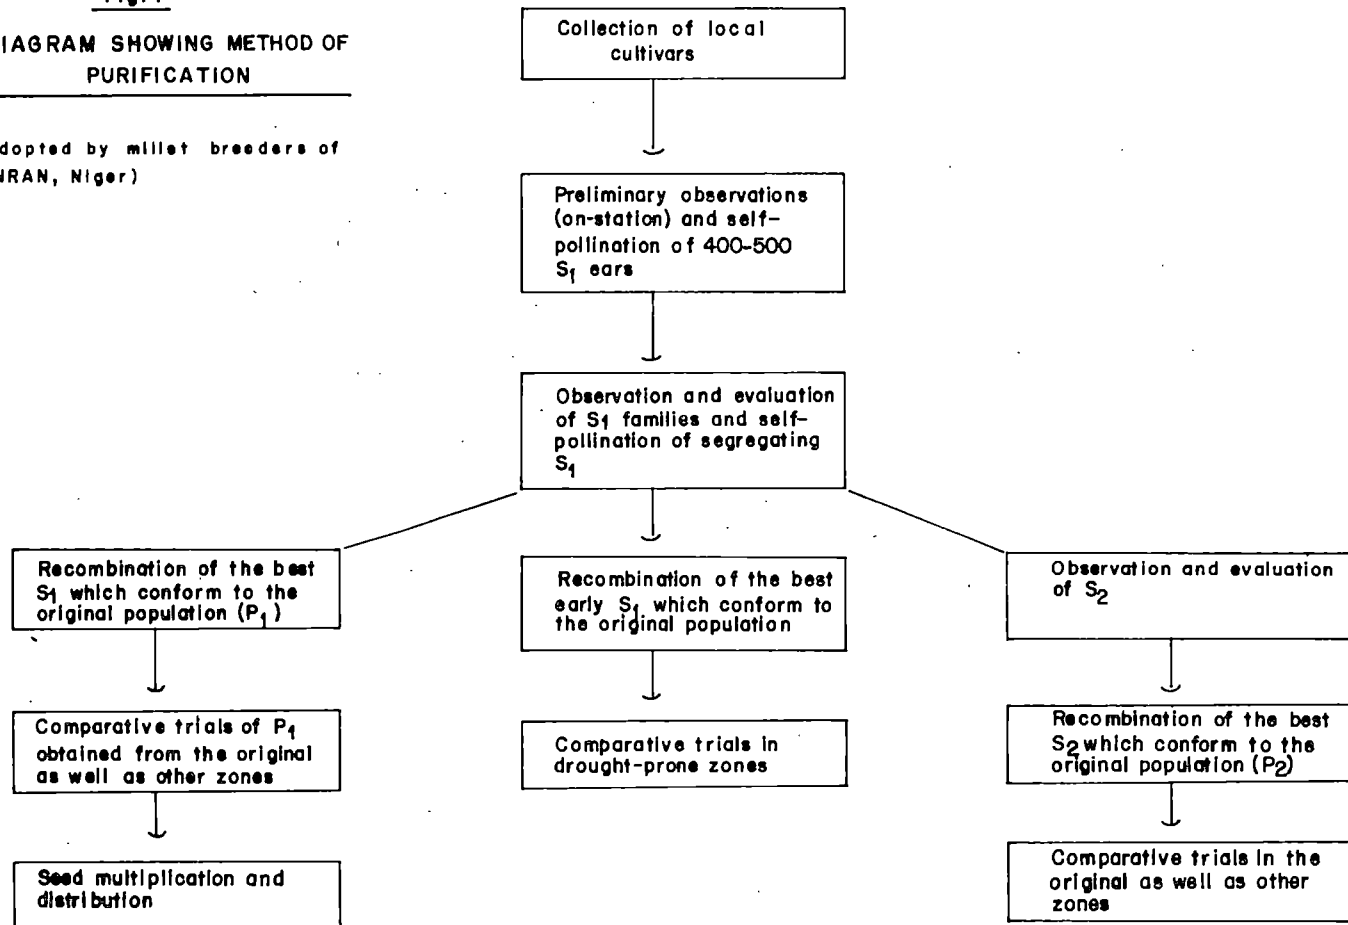 IAGRAM SHOWING METHOD OF
PURIFICATION
dopted by millet breeders of
NRAN, Niger)
Collection of local
cultivars
Preliminary observations
(on-station) and self-
pollination of 400-500
S1 ears
Observation and evaluation
of S1 families and self-
pollination of segregating
S1
Recombination of the best
S1 which conform to the
original population (P1)
Recombination of the best
early S1 which conform to
the original population
Observation and evaluation
of S2
Comparative trials of P1
obtained from the original
as well as other zones
Comparative trials in
drought-prone zones
Recombination of the best
S2 which conform to the
original population (P2)
Seed multiplication and
distribution
Comparative trials in the
original as well as other
zones